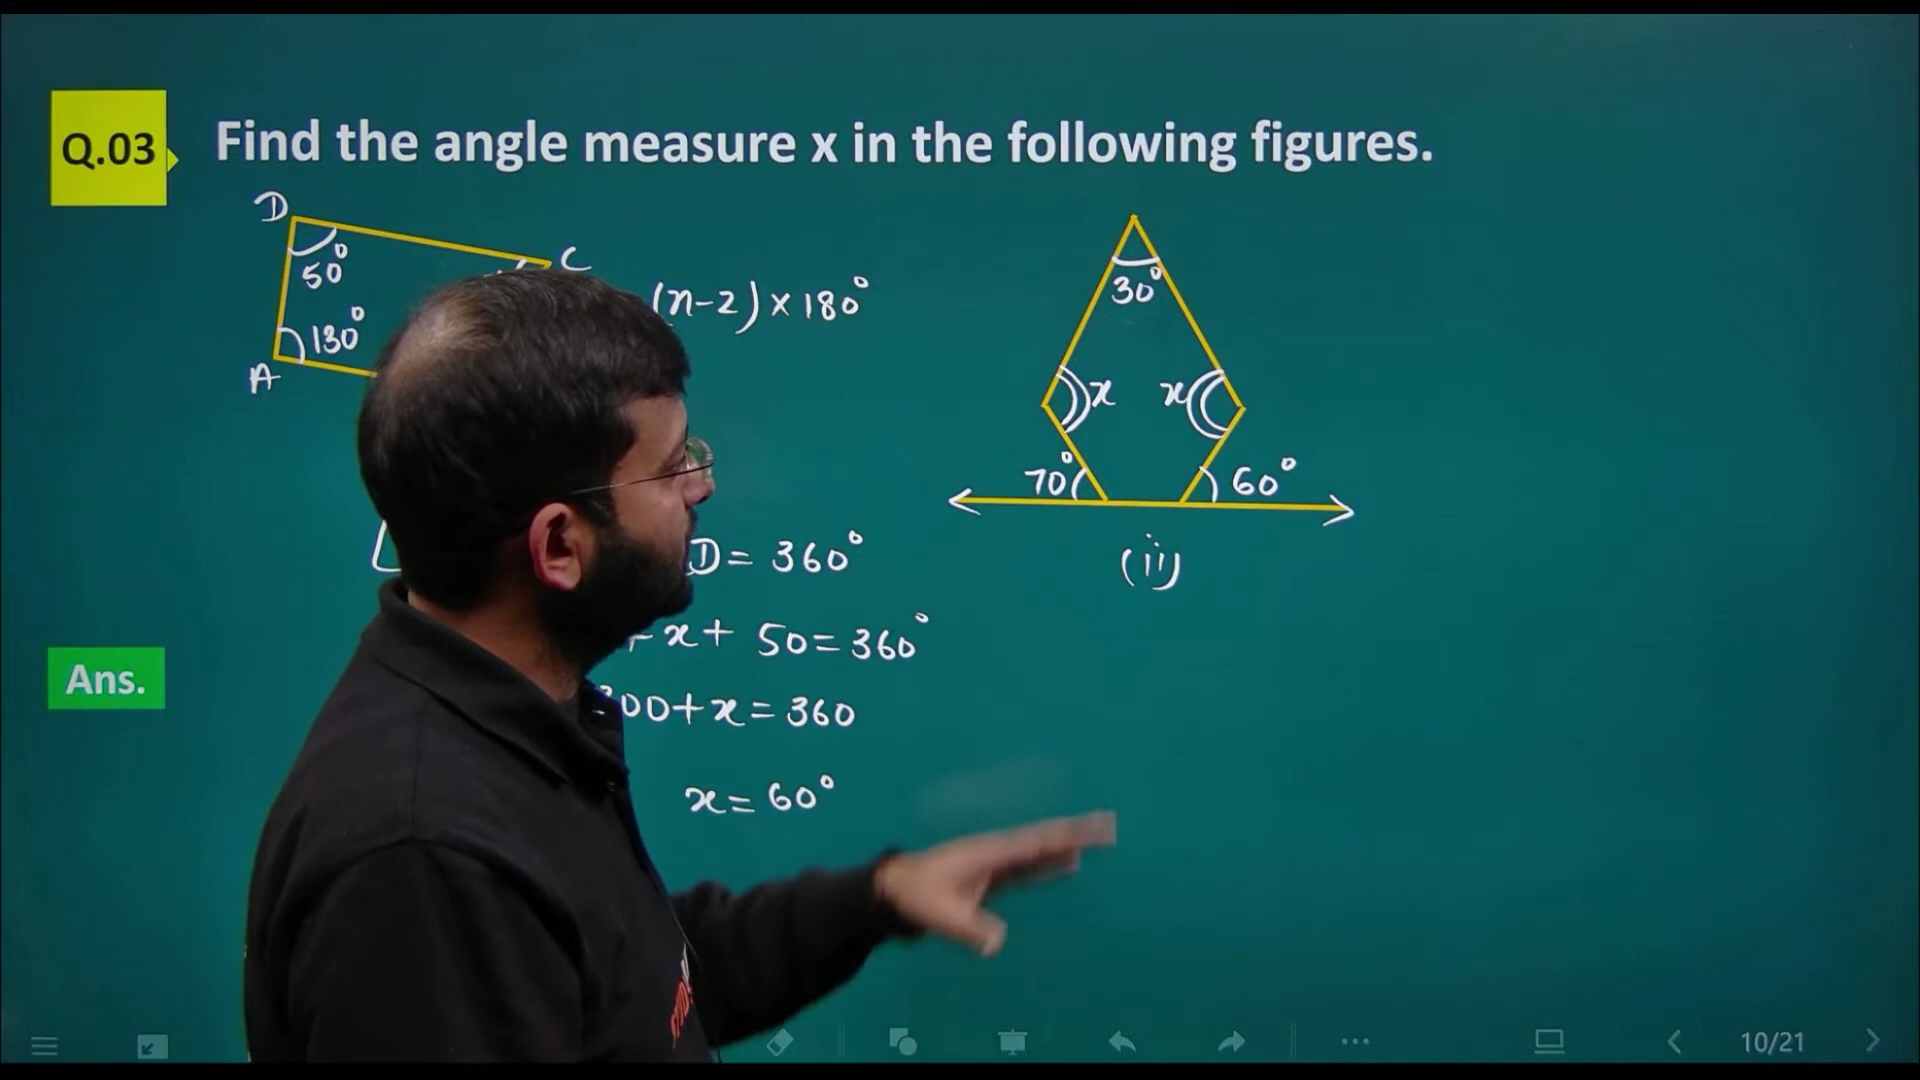 Q.03
Find the angle measure x in the following figures.
D
C
50°
130°
A
(n-2)×180°
30°
x
x
70°
60°
(ii)
D = 360°
x + 50 = 360°
00 + x = 360
x = 60°
Ans.
10/21